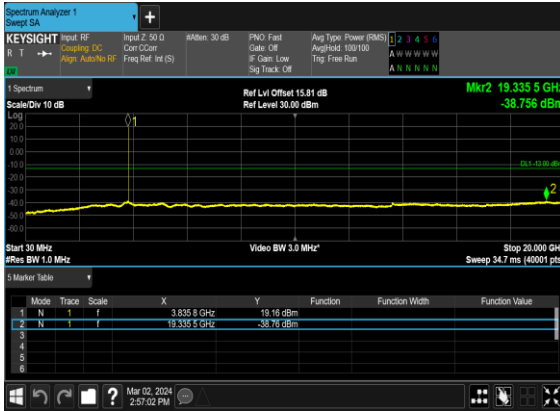 Spectrum Analyzer 1
Swept SA
+
KEYSIGHT
R T
LV
Input: RF
Coupling: DC
Align: Auto/No RF
Input Z: 50 Ω
Corr CCorr
Freq Ref: Int (S)
#Atten: 30 dB
PNO: Fast
Gate: Off
IF Gain: Low
Sig Track: Off
Avg Type: Power (RMS)
Avg|Hold: 100/100
Trig: Free Run
1 2 3 4 5 6
A W W W W W
A N N N N N
1 Spectrum
Scale/Div 10 dB
Ref Lvl Offset 15.81 dB
Ref Level 30.00 dBm
Mkr2 19.335 5 GHz
-38.756 dBm
Log
20.0
10.0
0.00
-10.0
-20.0
-30.0
-40.0
-50.0
-60.0
1
DL1 -13.00 dBm
2
Start 30 MHz
#Res BW 1.0 MHz
Video BW 3.0 MHz*
Stop 20.000 GHz
Sweep 34.7 ms (40001 pts)
5 Marker Table
Mode Trace Scale X Y Function Function Width Function Value
1 N 1 f 3.835 8 GHz 19.16 dBm
2 N 1 f 19.335 5 GHz -38.76 dBm
3
4
5
6
?
Mar 02, 2024
2:57:02 PM